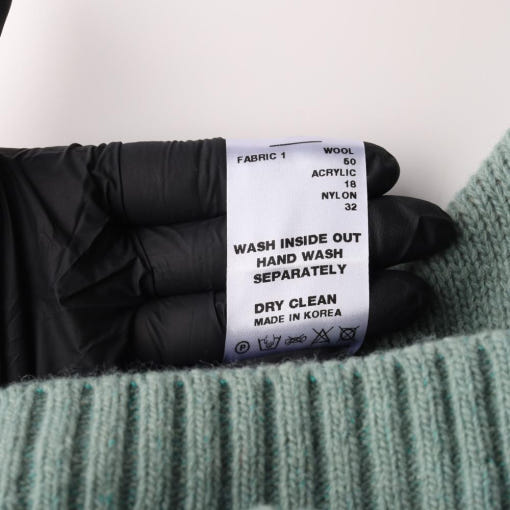 FABRIC 1 WOOL
50
ACRYLIC
18
NYLON
32
WASH INSIDE OUT
HAND WASH
SEPARATELY
DRY CLEAN
MADE IN KOREA
P